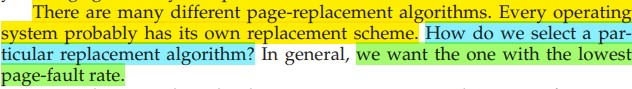 There are many different page-replacement algorithms. Every operating
system probably has its own replacement scheme. How do we select a par-
ticular replacement algorithm? In general, we want the one with the lowest
page-fault rate.